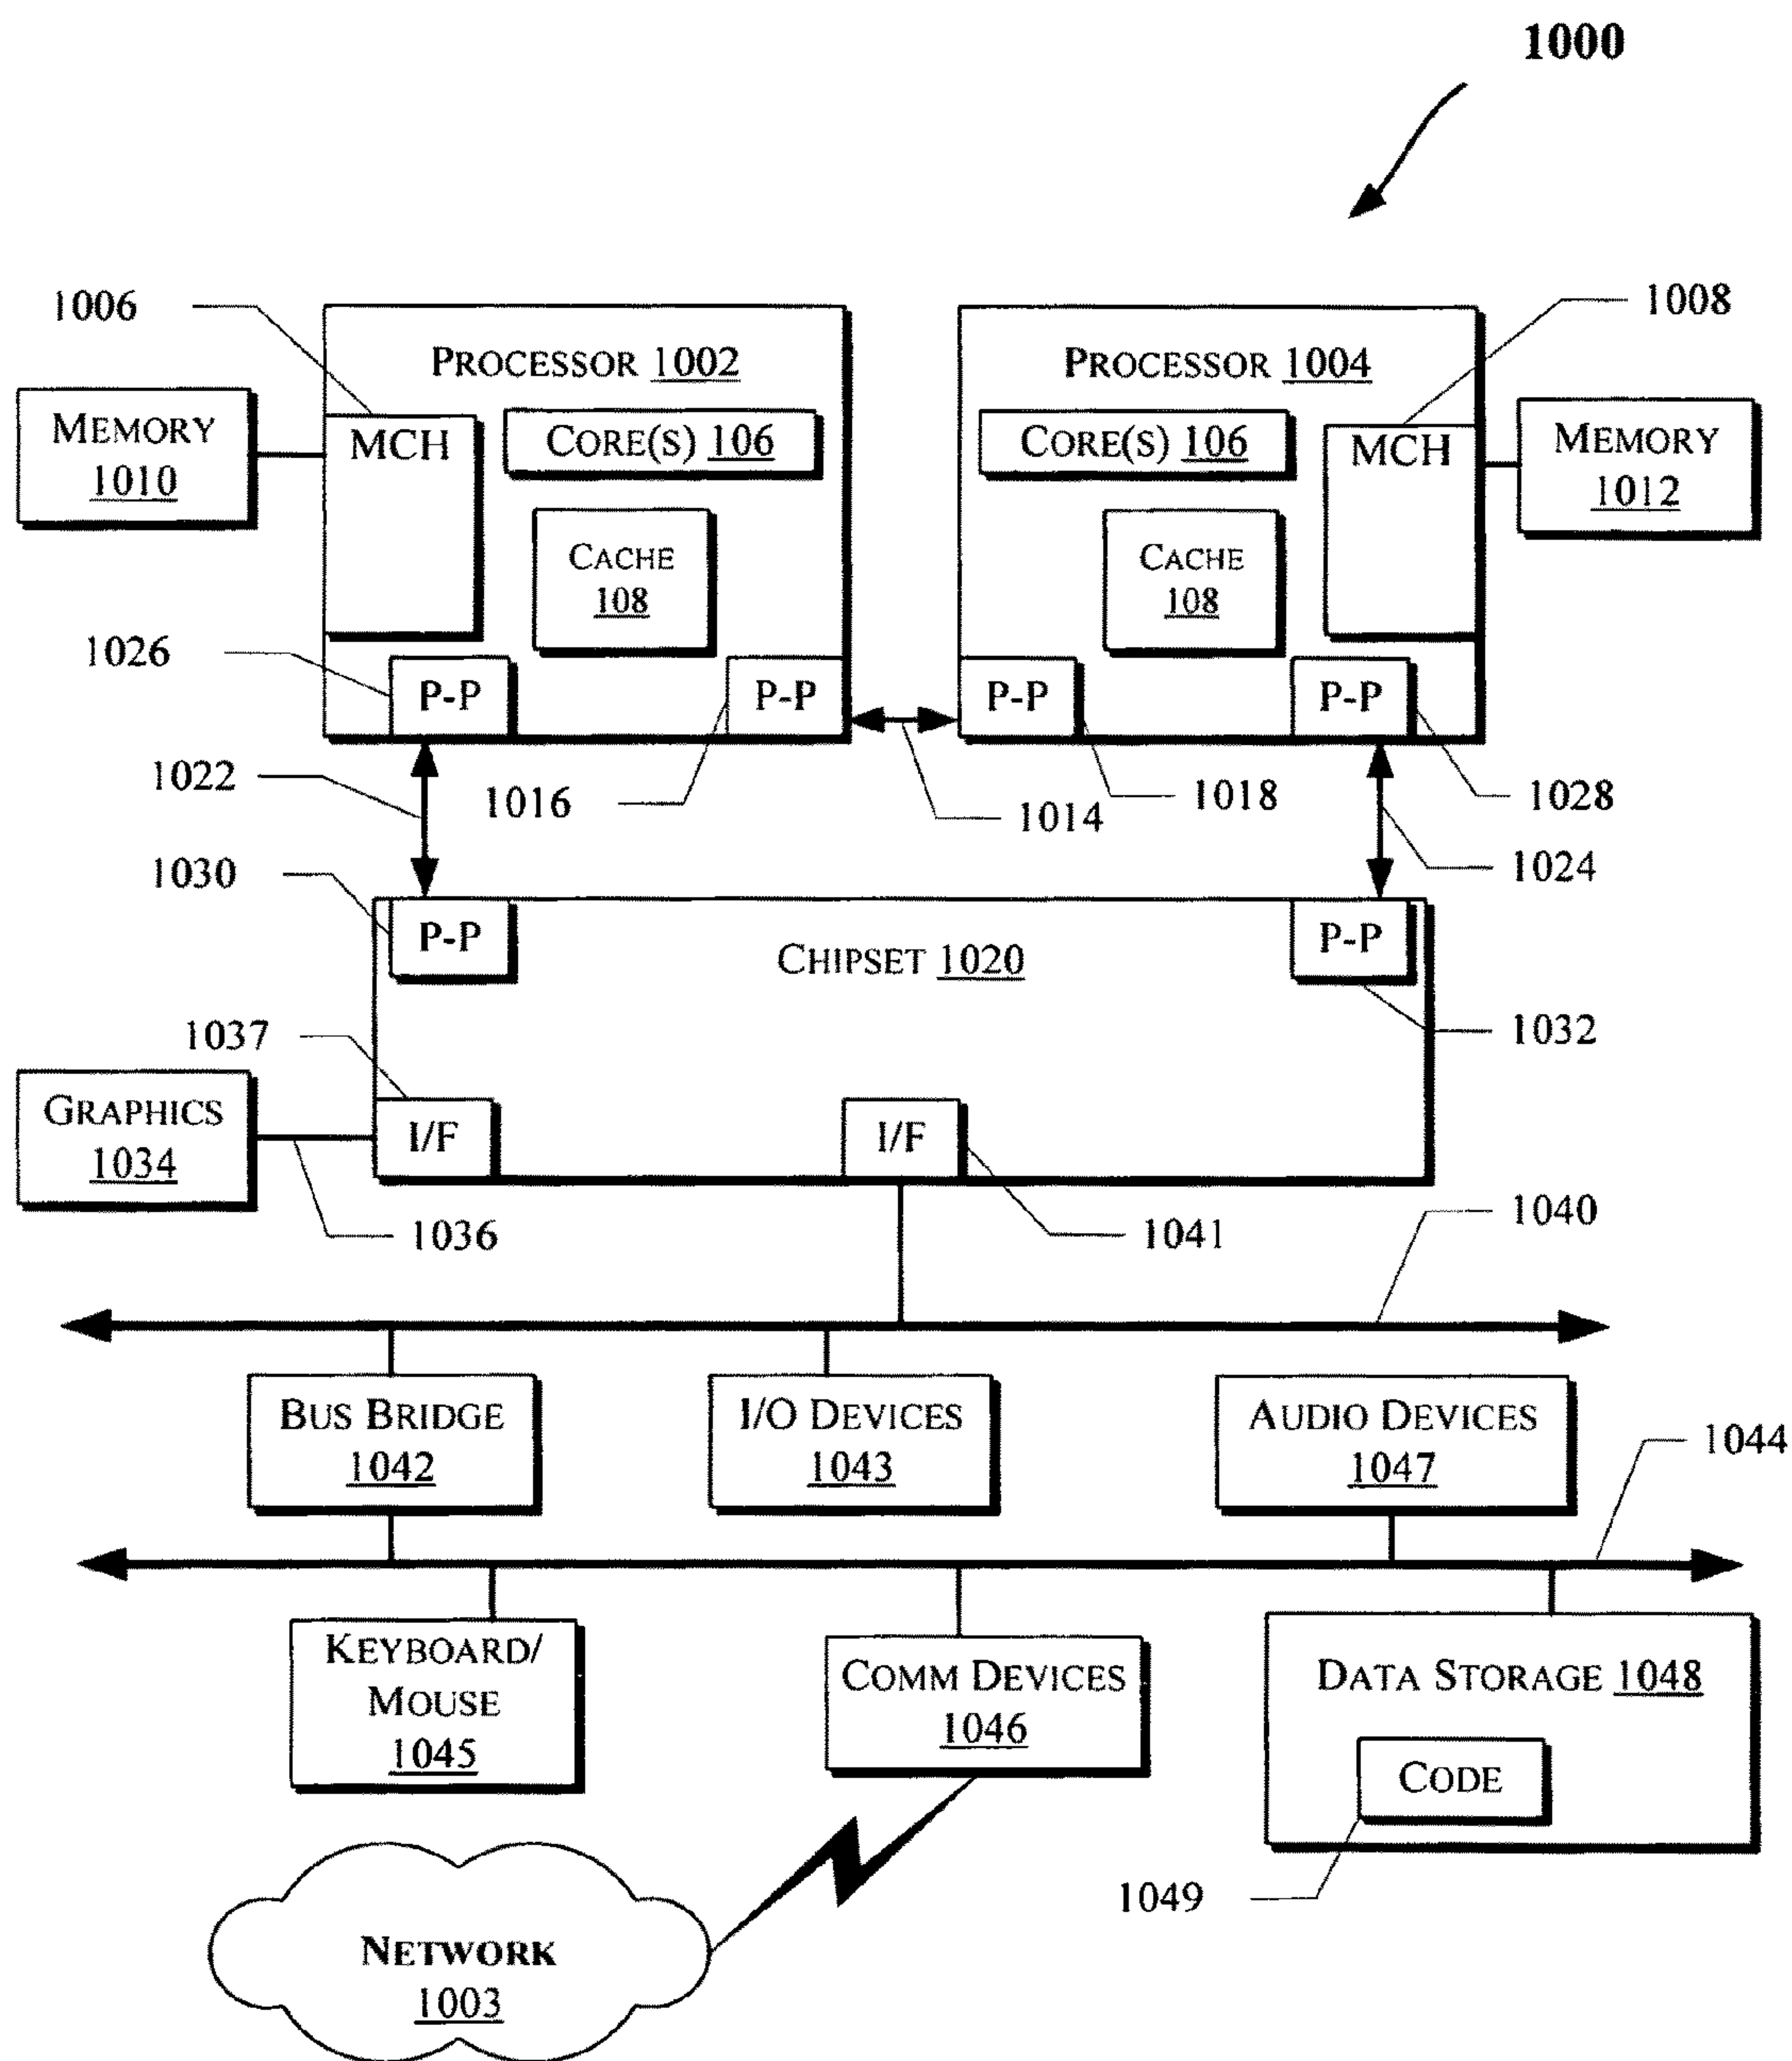 1000
1006
1008
PROCESSOR 1002
PROCESSOR 1004
MEMORY
1010
MCH
CORE(S) 106
CORE(S) 106
MCH
MEMORY
1012
CACHE
108
CACHE
108
1026
P-P
P-P
P-P
P-P
1022
1016
1014
1018
1028
1030
1024
P-P
CHIPSET 1020
P-P
1037
1032
GRAPHICS
1034
I/F
I/F
1036
1041
1040
BUS BRIDGE
1042
I/O DEVICES
1043
AUDIO DEVICES
1047
1044
KEYBOARD/
MOUSE
1045
COMM DEVICES
1046
DATA STORAGE 1048
CODE
1049
NETWORK
1003